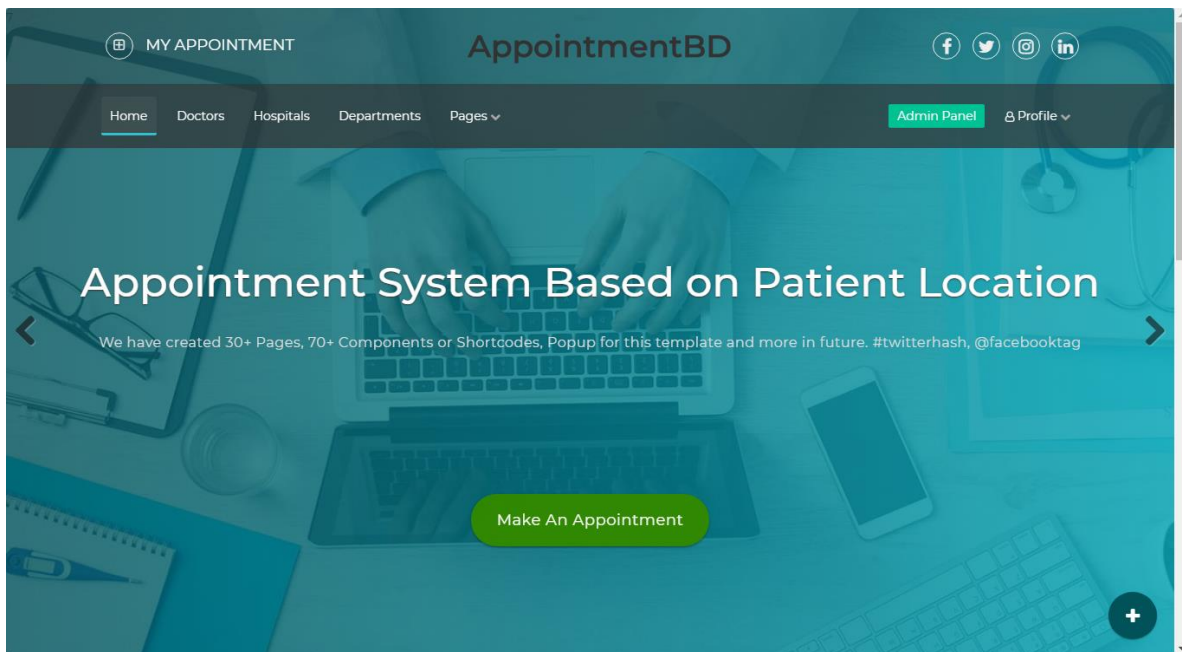 MY APPOINTMENT
AppointmentBD
Home Doctors Hospitals Departments Pages
Admin Panel Profile
Appointment System Based on Patient Location
We have created 30+ Pages, 70+ Components or Shortcodes, Popup for this template and more in future. #twitterhash, @facebooktag
Make An Appointment